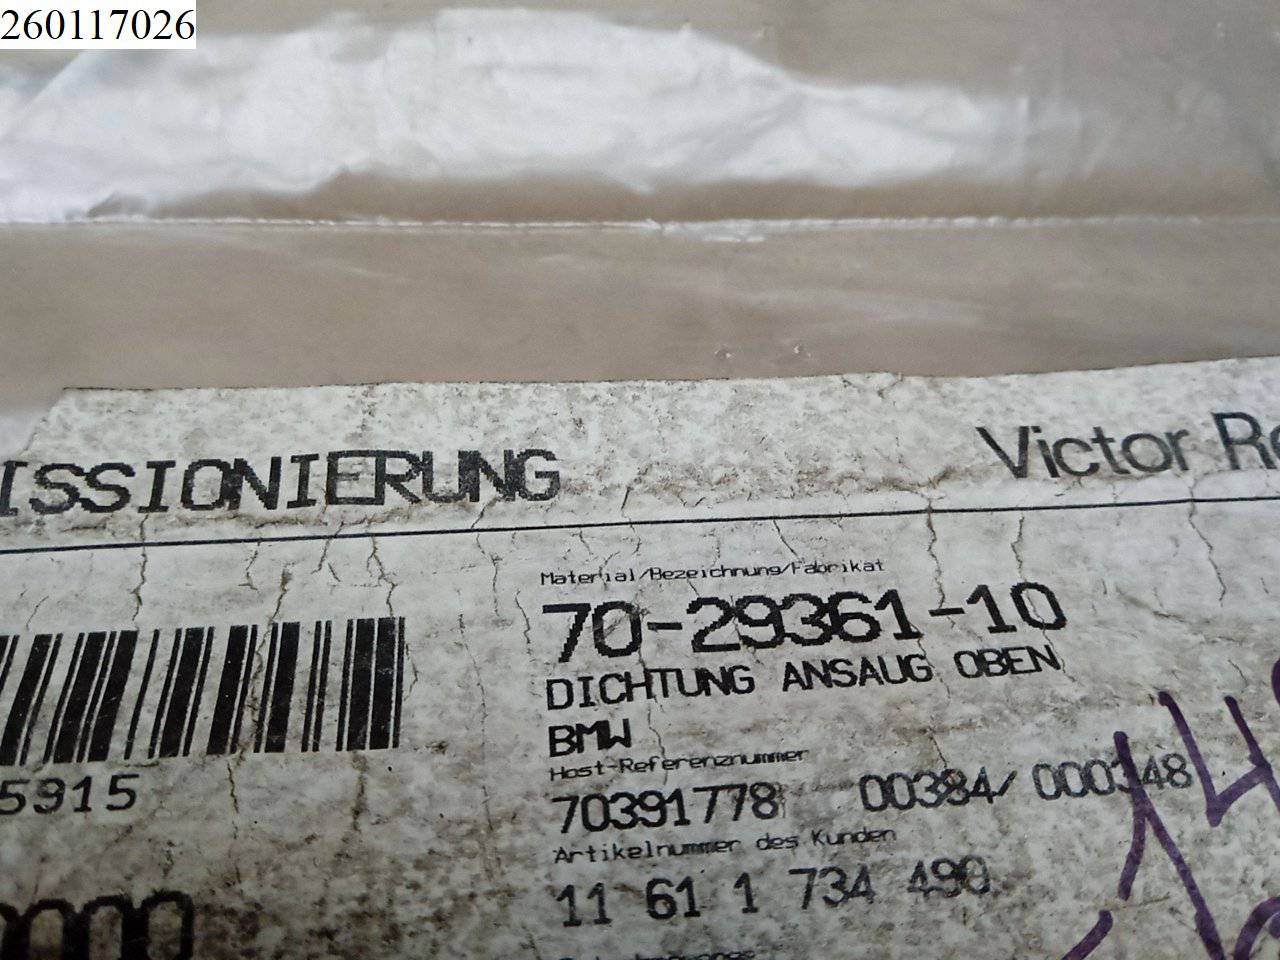 260117026
ISSIONIERUNG
Victor Re
Material/Bezeichnung/Fabrikat
70-29361-10
DICHTUNG ANSAUG OBEN
BMW
Host-Referenznummer
70391778 00384/ 000348
5915
Artikelnummer des Kunden
11 61 1 734 490